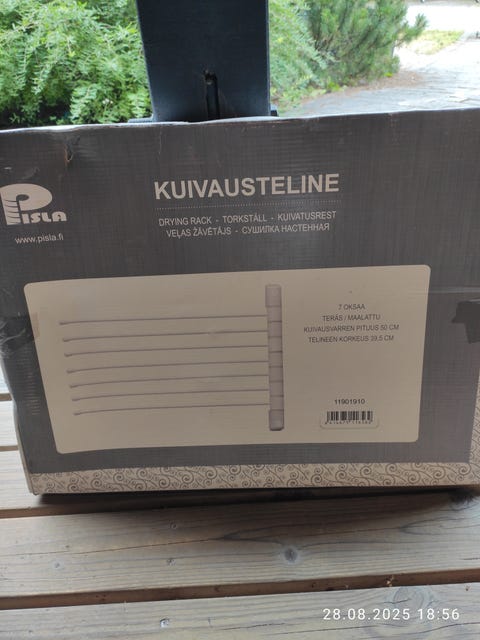 KUIVAUSTELINE
DRYING RACK - TORKSTÄLL - KUIVATUSREST
VEĻAS ŽĀVĒTĀJS - СУШИЛКА НАСТЕННАЯ
PISLA
www.pisla.fi
7 OKSAA
TERÄS / MAALATTU
KUIVAUSVARREN PITUUS 50 CM
TELINEEN KORKEUS 39,5 CM
11901910
28.08.2025 18:56